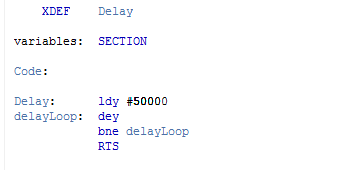 XDEF Delay
variables: SECTION
Code:
Delay: ldy #50000
delayLoop: dey
bne delayLoop
RTS